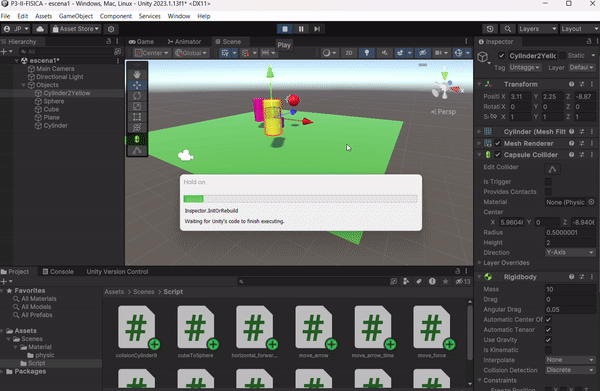 P3-II-FISICA - escena1 - Windows, Mac, Linux - Unity 2023.1.13f1* <DX11>
File Edit Assets GameObject Component Services Window Help
JP Asset Store Layers Layout
Hierarchy
Game Animator Scene
Inspector
All
Play
2D
escena1*
Main Camera
Directional Light
Objects
Cylinder2Yellow
Sphere
Cube
Plane
Cylinder
Persp
Hold on
Inspector.InitOrRebuild
Waiting for Unity's code to finish executing.
Cylinder2Yello Static
Tag Untagge Layer Defaul
Transform
Positi X 3.11 Y 2.25 Z -8.87
Rotati X 0 Y 0 Z 0
X 1 Y 1 Z 1
Cylinder (Mesh Filt
Mesh Renderer
Capsule Collider
Edit Collider
Is Trigger
Provides Contacts
Material None (Physic
Center
X 5.96046 Y 0 Z -8.9406
Radius 0.5000001
Height 2
Direction Y-Axis
Layer Overrides
Rigidbody
Mass 10
Drag 0
Angular Drag 0.05
Automatic Center Of
Automatic Tensor
Use Gravity
Is Kinematic
Interpolate None
Collision Detection Discrete
Constraints
Project Console Unity Version Control
13
Favorites
All Materials
All Models
All Prefabs
Assets
Scenes
Material
physic
Script
Packages
Assets > Scenes > Script
collsionCylinder9 cubeToSphere horizontal_forwar... move_arrow move_arrow_time move_force